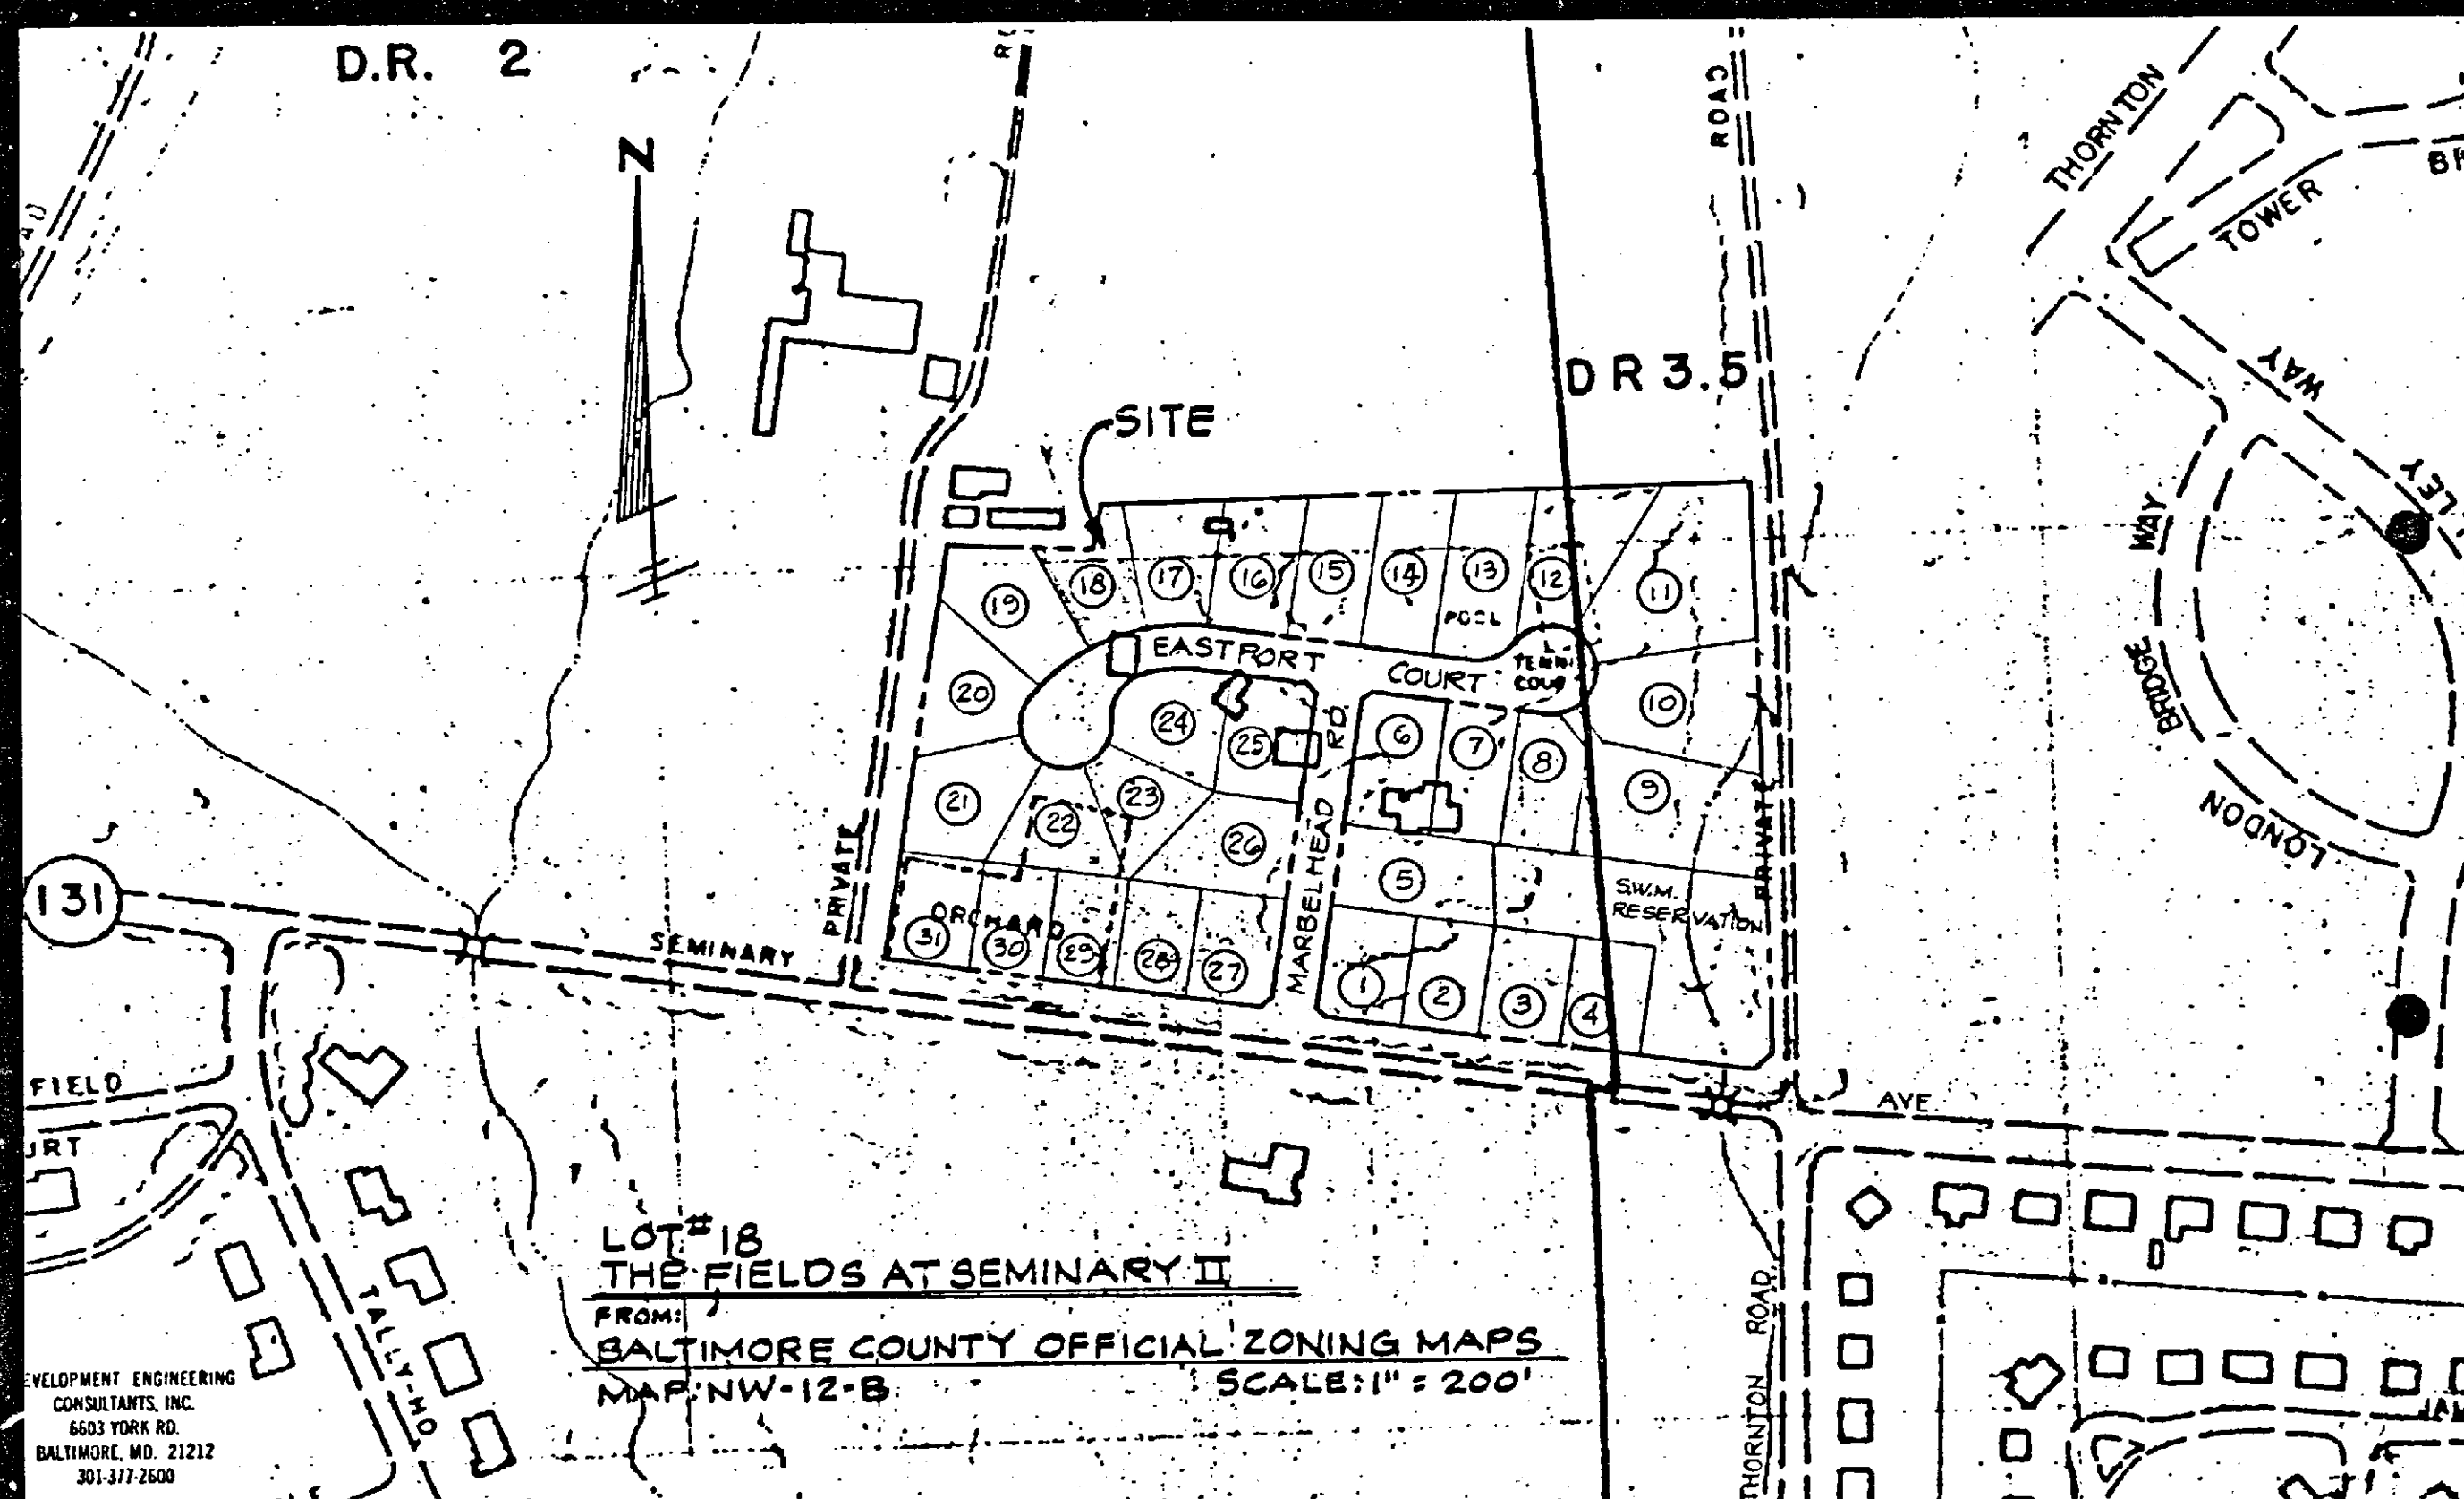 D.R. 2
N
ROAD
THORNTON
TOWER
WAY
D R 3.5
SITE
WAY
BRIDGE
LONDON
19
18
17
16
15
14
13
12
11
POOL
EASTPORT COURT
TENNI
COUR
20
24
25
RD.
6
7
8
10
21
22
23
26
MARBELHEAD
5
9
S.W.M.
RESERVATION
PRIVATE
PRIVATE
131
SEMINARY
ORCHARD
31
30
29
28
27
1
2
3
4
AVE.
FIELD
URT
TALLY-HO
THORNTON ROAD
LOT #18
THE FIELDS AT SEMINARY II
FROM:
BALTIMORE COUNTY OFFICIAL ZONING MAPS
MAP: NW-12-B SCALE: 1" = 200'
EVELOPMENT ENGINEERING
CONSULTANTS, INC.
6603 YORK RD.
BALTIMORE, MD. 21212
301-377-2600